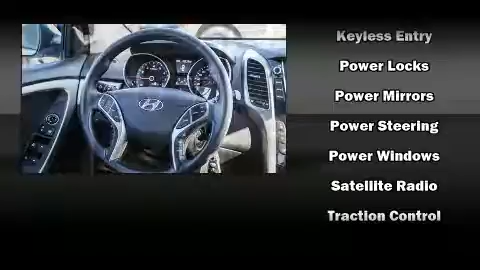 Keyless Entry
Power Locks
Power Mirrors
Power Steering
Power Windows
Satellite Radio
Traction Control